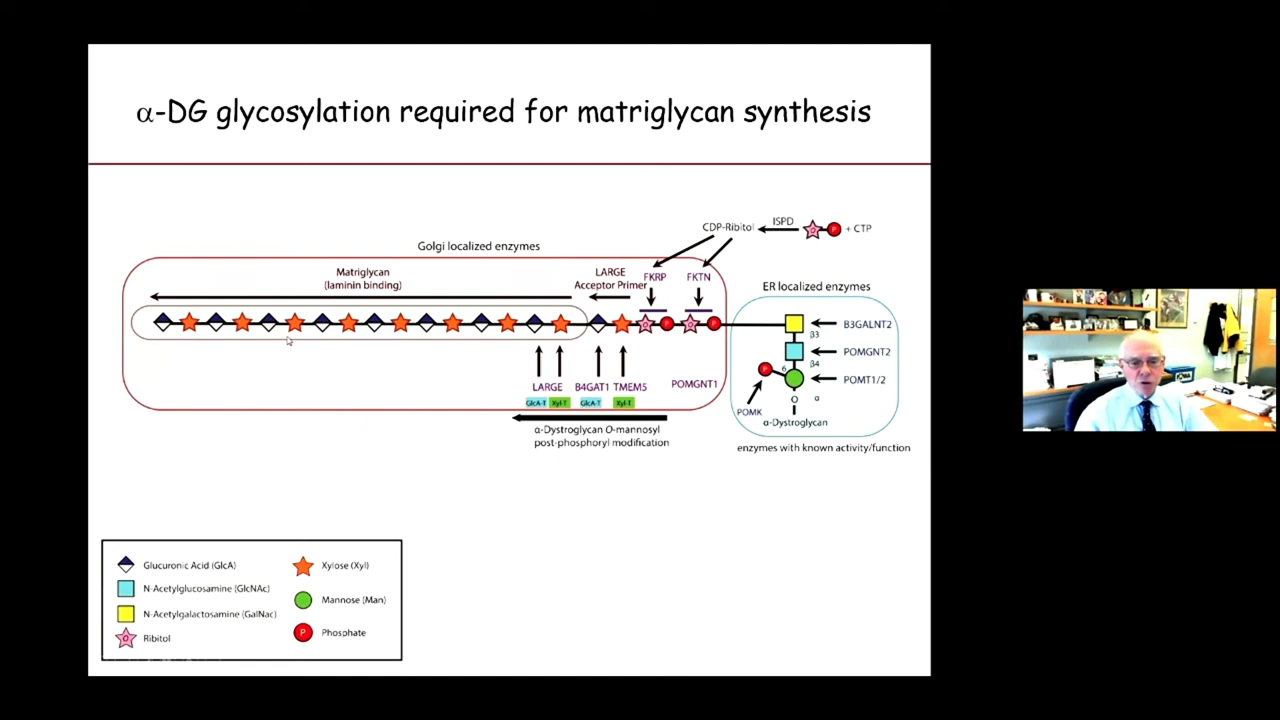 α-DG glycosylation required for matriglycan synthesis
CDP-Ribitol
ISPD
P
+ CTP
Golgi localized enzymes
Matriglycan
(laminin binding)
LARGE
Acceptor Primer
FKRP
FKTN
ER localized enzymes
P
P
B3GALNT2
β3
POMGNT2
β4
P
6
POMT1/2
α
O
α-Dystroglycan
POMK
LARGE
B4GAT1
TMEM5
POMGNT1
GlcA-T
Xyl-T
GlcA-T
Xyl-T
α-Dystroglycan O-mannosyl
post-phosphoryl modification
enzymes with known activity/function
Glucuronic Acid (GlcA)
Xylose (Xyl)
N-Acetylglucosamine (GlcNAc)
Mannose (Man)
N-Acetylgalactosamine (GalNac)
Ribitol
P
Phosphate